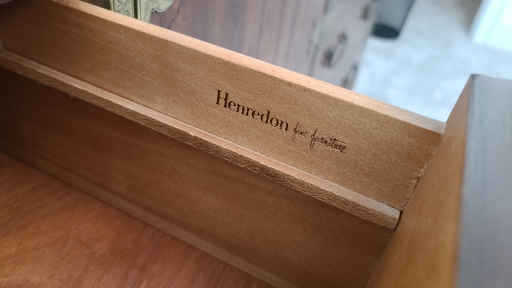 Henredon fine furniture